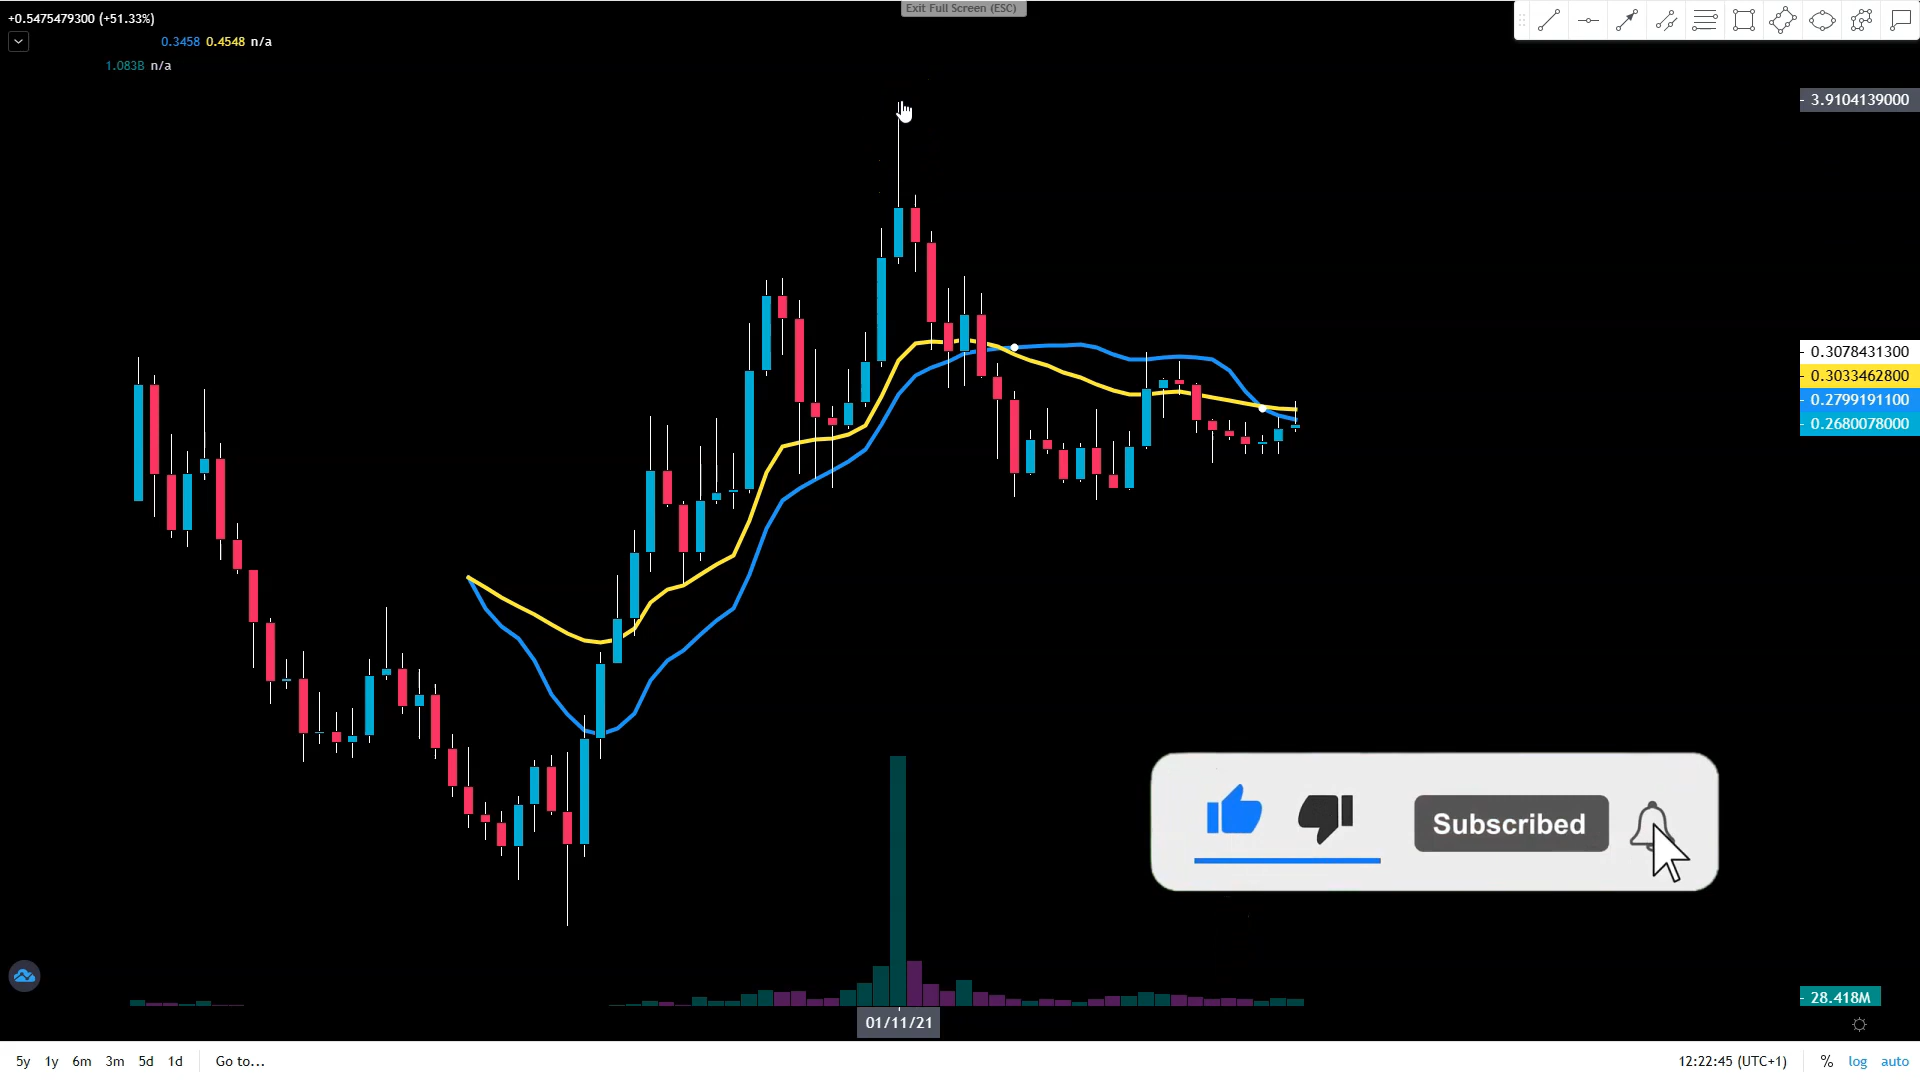 Exit Full Screen (ESC)
+0.5475479300 (+51.33%)
0.3458 0.4548 n/a
1.083B n/a
3.9104139000
0.3078431300
0.3033462800
0.2799191100
0.2680078000
Subscribed
28.418M
01/11/21
5y 1y 6m 3m 5d 1d Go to... 12:22:45 (UTC+1) % log auto